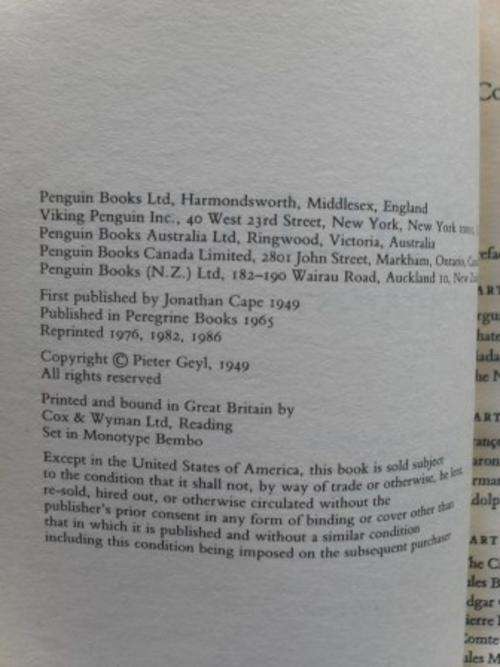 Penguin Books Ltd, Harmondsworth, Middlesex, England
Viking Penguin Inc., 40 West 23rd Street, New York, New York
Penguin Books Australia Ltd, Ringwood, Victoria, Australia
Penguin Books Canada Limited, 2801 John Street, Markham, Ontario,
Penguin Books (N.Z.) Ltd, 182–190 Wairau Road, Auckland 10, New
First published by Jonathan Cape 1949
Published in Peregrine Books 1965
Reprinted 1976, 1982, 1986
Copyright © Pieter Geyl, 1949
All rights reserved
Printed and bound in Great Britain by
Cox & Wyman Ltd, Reading
Set in Monotype Bembo
Except in the United States of America, this book is sold subject
to the condition that it shall not, by way of trade or otherwise, be lent
re-sold, hired out, or otherwise circulated without the
publisher's prior consent in any form of binding or cover other than
that in which it is published and without a similar condition
including this condition being imposed on the subsequent purchaser